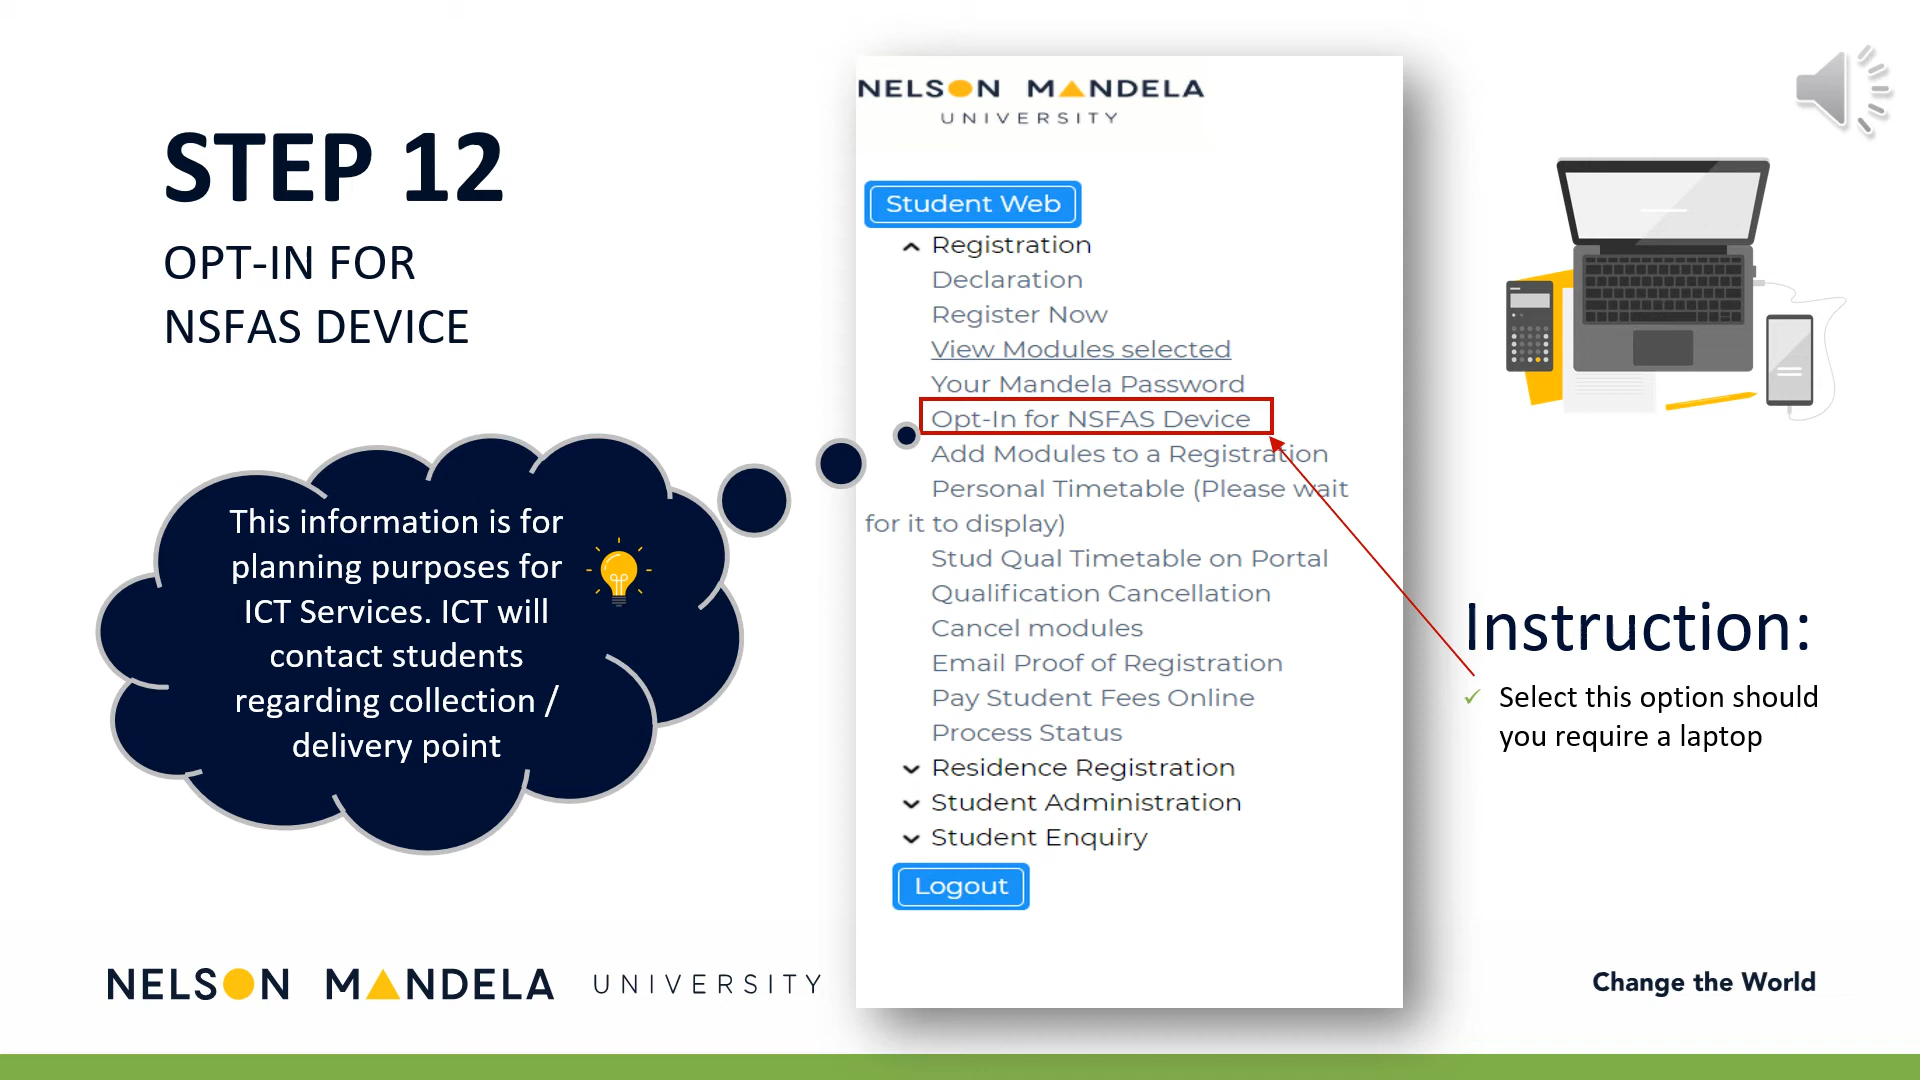 STEP 12
OPT-IN FOR
NSFAS DEVICE
This information is for
planning purposes for
ICT Services. ICT will
contact students
regarding collection /
delivery point
NELSON MANDELA
UNIVERSITY
Student Web
Registration
Declaration
Register Now
View Modules selected
Your Mandela Password
Opt-In for NSFAS Device
Add Modules to a Registration
Personal Timetable (Please wait
for it to display)
Stud Qual Timetable on Portal
Qualification Cancellation
Cancel modules
Email Proof of Registration
Pay Student Fees Online
Process Status
Residence Registration
Student Administration
Student Enquiry
Logout
Instruction:
✓ Select this option should
you require a laptop
NELSON MANDELA UNIVERSITY
Change the World